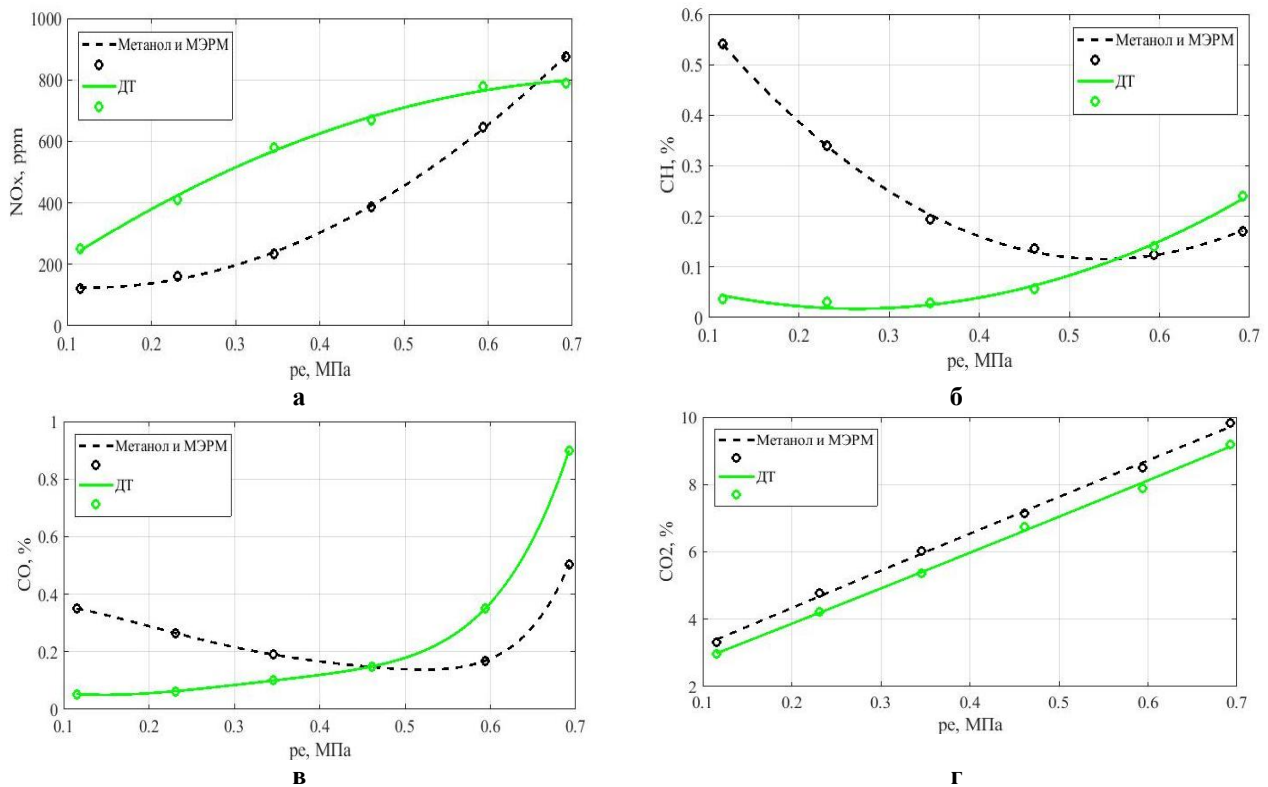 1000
800
600
400
200
0
NOx, ppm
Метанол и МЭРМ
ДТ
0.1 0.2 0.3 0.4 0.5 0.6 0.7
pe, МПа
а
0.6
0.5
0.4
0.3
0.2
0.1
0
CH, %
Метанол и МЭРМ
ДТ
0.1 0.2 0.3 0.4 0.5 0.6 0.7
pe, МПа
б
1
0.8
0.6
0.4
0.2
0
CO, %
Метанол и МЭРМ
ДТ
0.1 0.2 0.3 0.4 0.5 0.6 0.7
pe, МПа
в
10
8
6
4
2
CO2, %
Метанол и МЭРМ
ДТ
0.1 0.2 0.3 0.4 0.5 0.6 0.7
pe, МПа
г